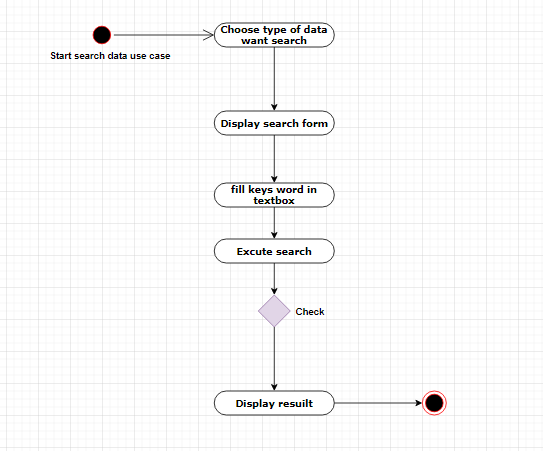 Choose type of data
want search
Start search data use case
Display search form
fill keys word in
textbox
Excute search
Check
Display resuilt